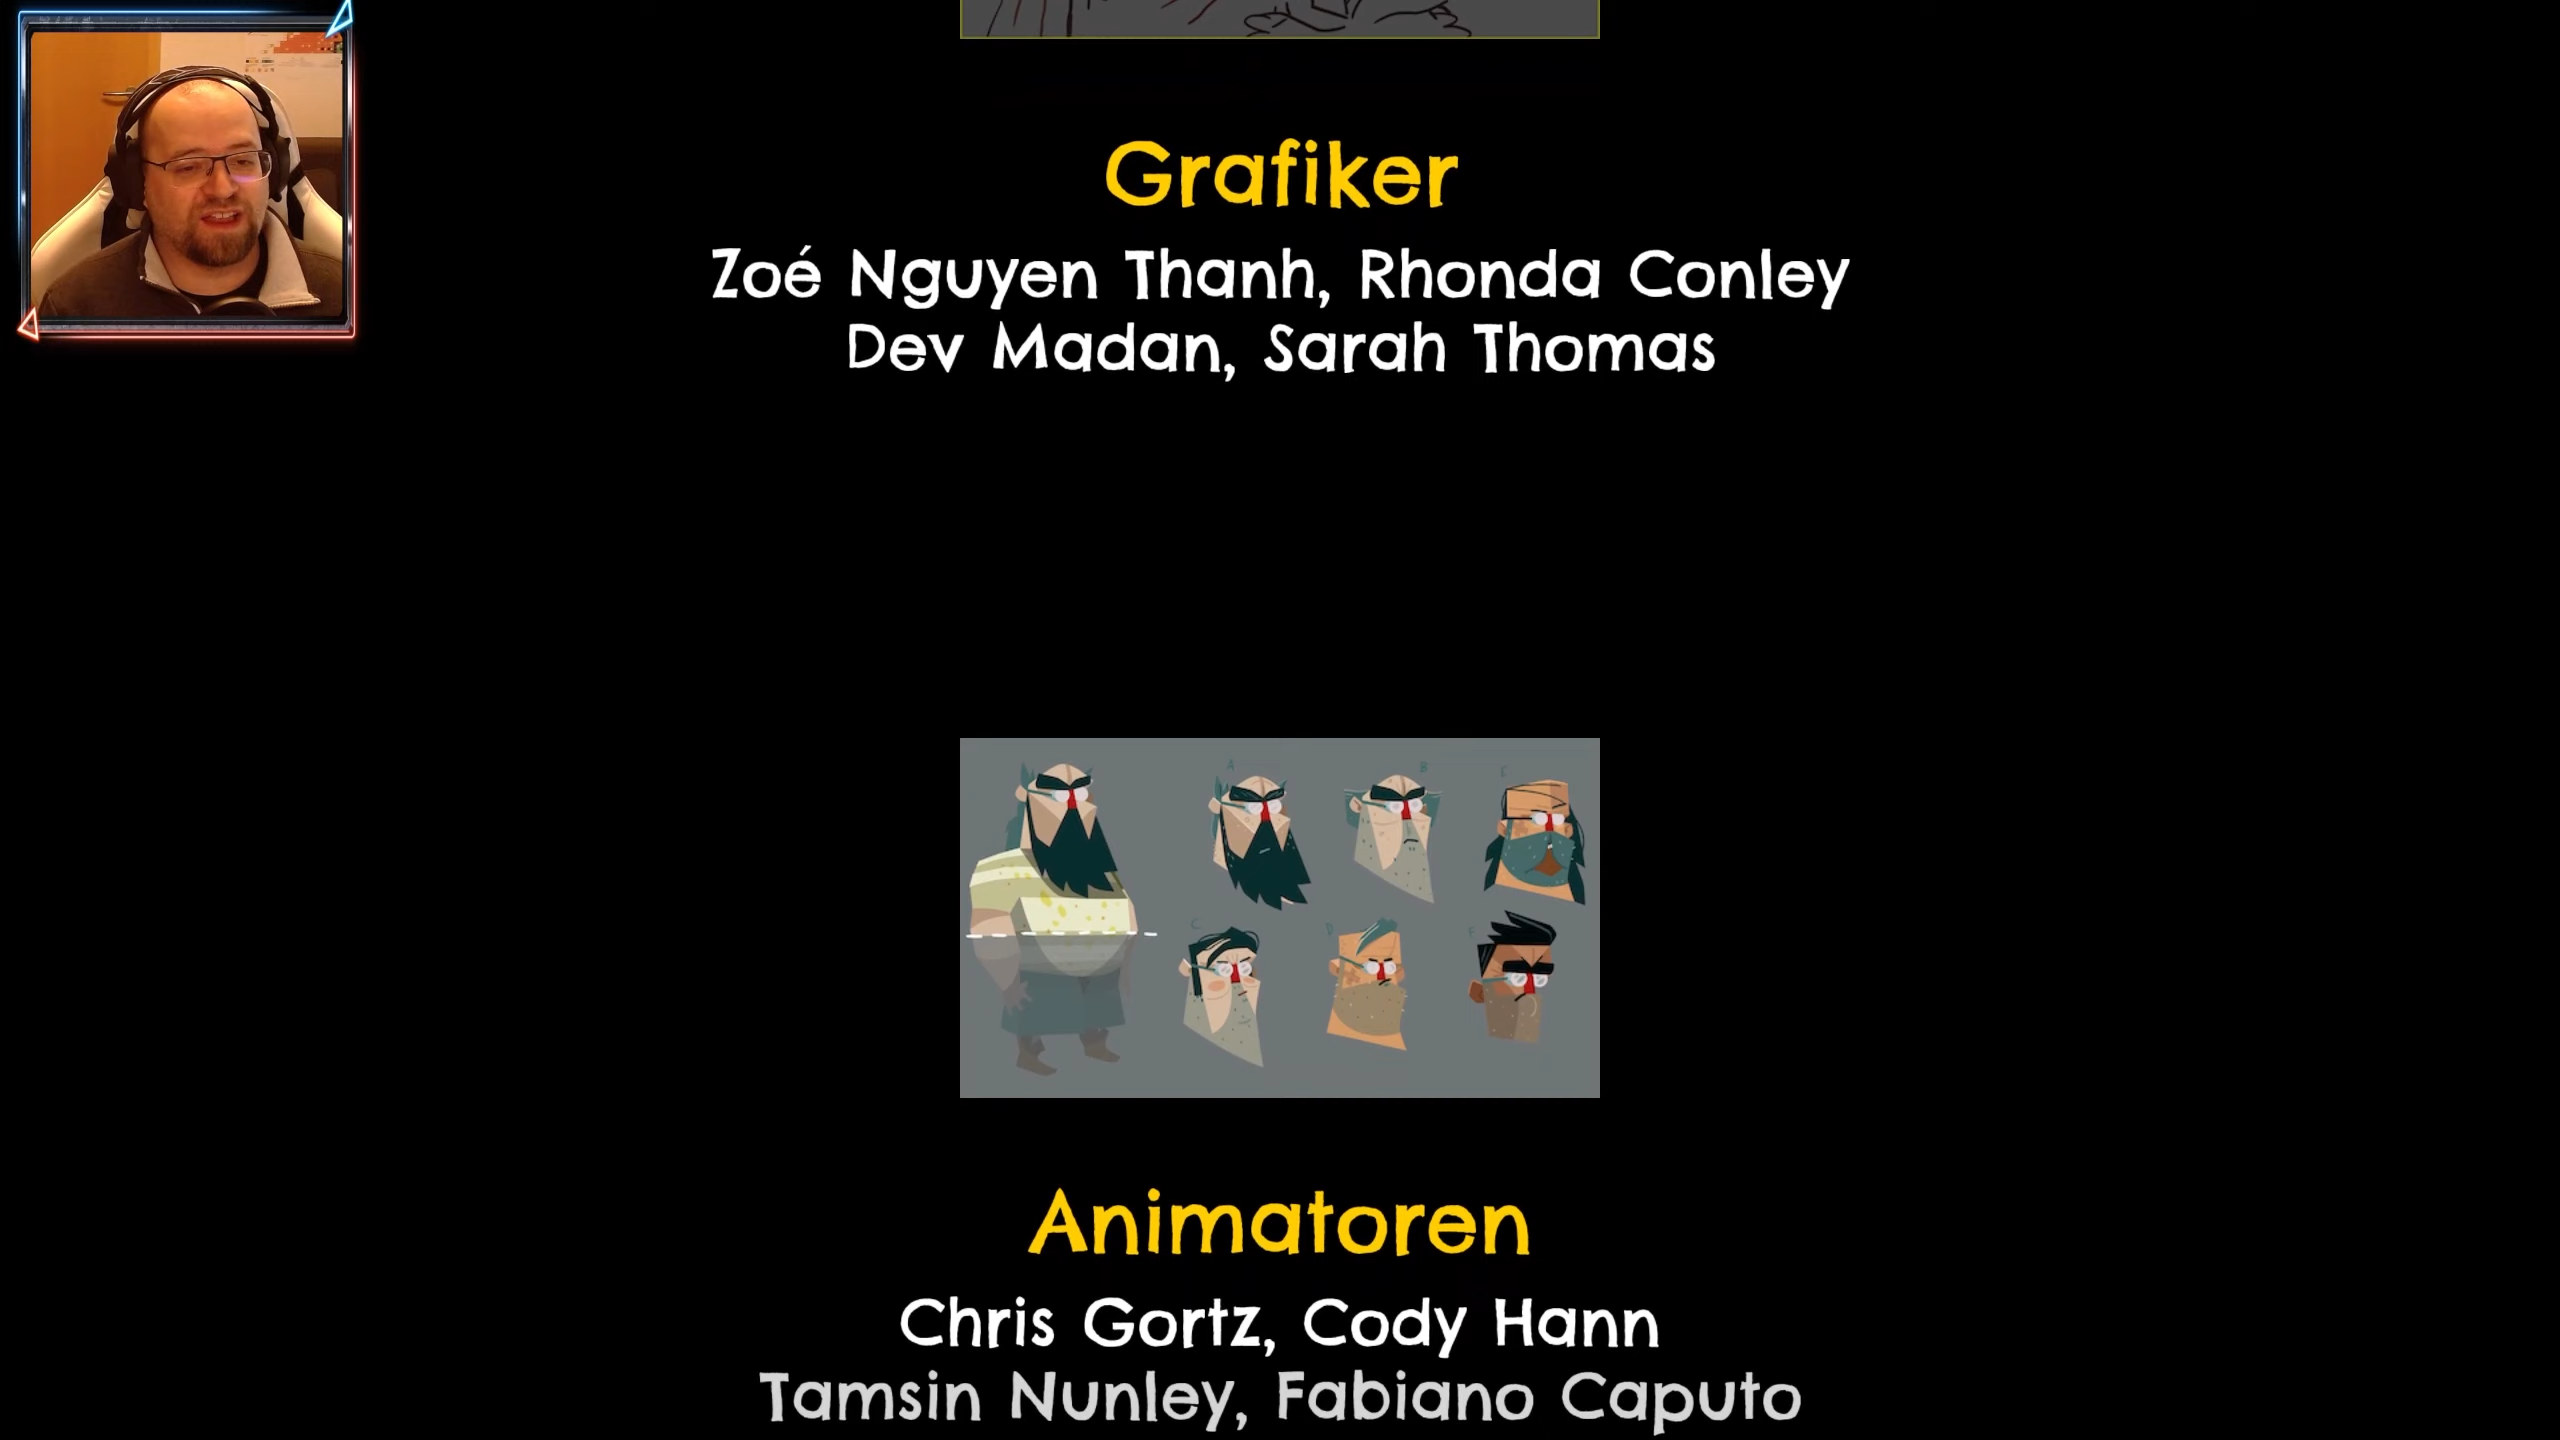 Grafiker
Zoé Nguyen Thanh, Rhonda Conley
Dev Madan, Sarah Thomas
A
B
E
C
D
F
Animatoren
Chris Gortz, Cody Hann
Tamsin Nunley, Fabiano Caputo